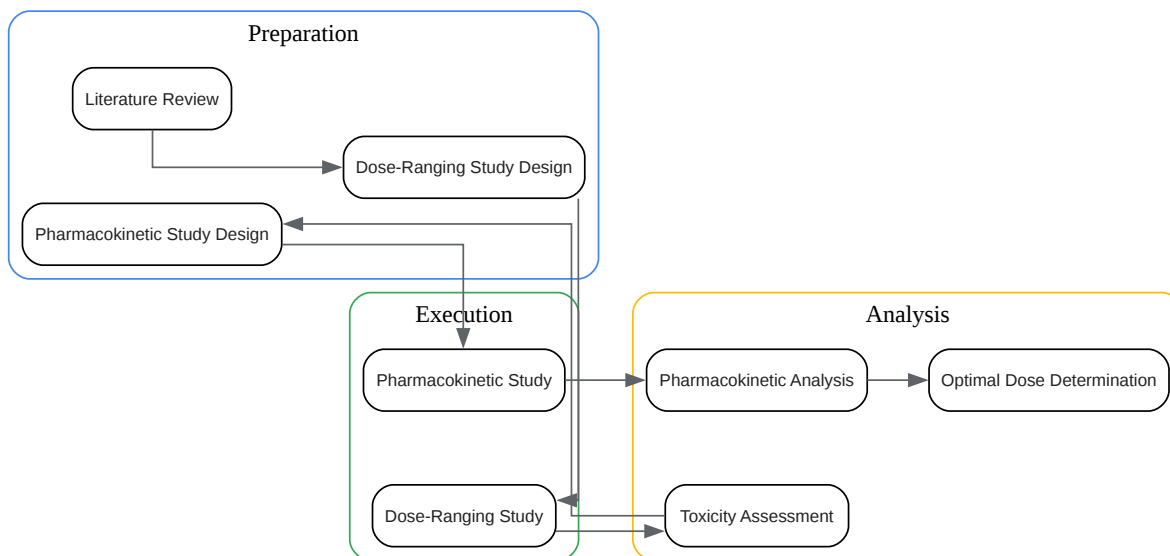 Preparation
Literature Review
Dose-Ranging Study Design
Pharmacokinetic Study Design
Execution
Analysis
Pharmacokinetic Study
Pharmacokinetic Analysis
Optimal Dose Determination
Dose-Ranging Study
Toxicity Assessment